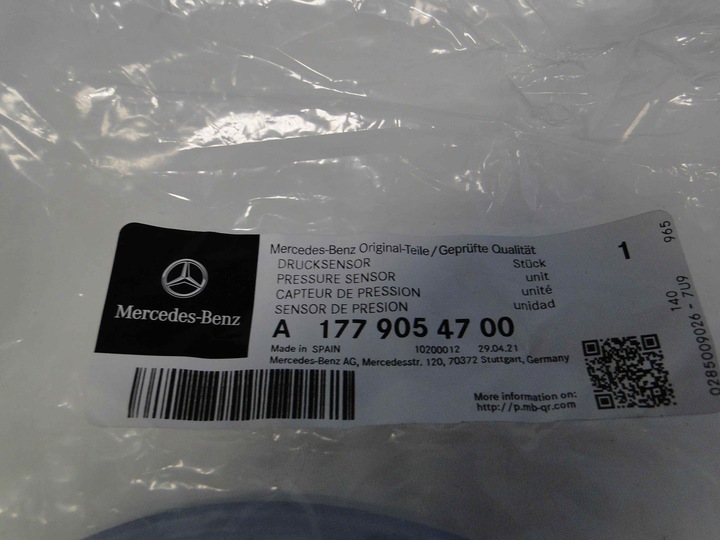 Mercedes-Benz
Mercedes-Benz Original-Teile/Geprüfte Qualität
DRUCKSENSOR Stück 1
PRESSURE SENSOR unit
CAPTEUR DE PRESSION unité
SENSOR DE PRESION unidad
A 177 905 47 00
Made in SPAIN 10200012 29.04.21
Mercedes-Benz AG, Mercedesstr. 120, 70372 Stuttgart, Germany
More information on:
http://p.mb-qr.com
140 965
0285009026 - 7U9